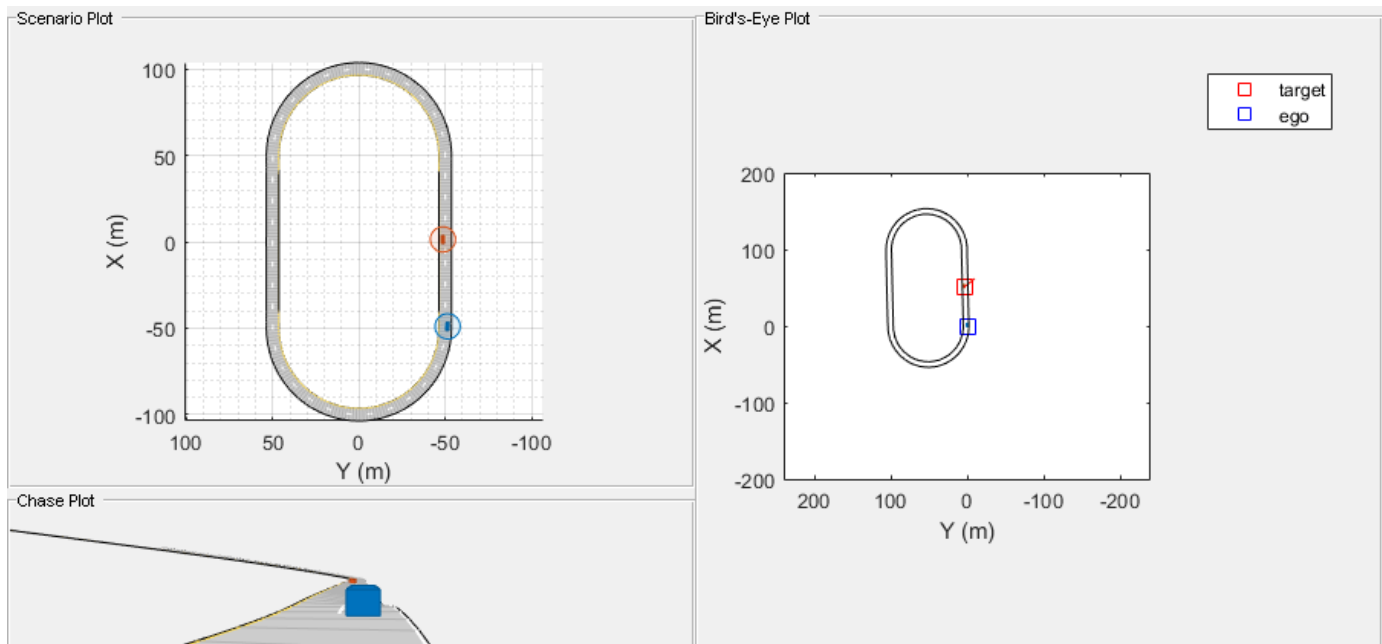 Scenario Plot
100
50
0
-50
-100
X (m)
100 50 0 -50 -100
Y (m)
Chase Plot
Bird's-Eye Plot
target
ego
200
100
0
-100
-200
X (m)
200 100 0 -100 -200
Y (m)